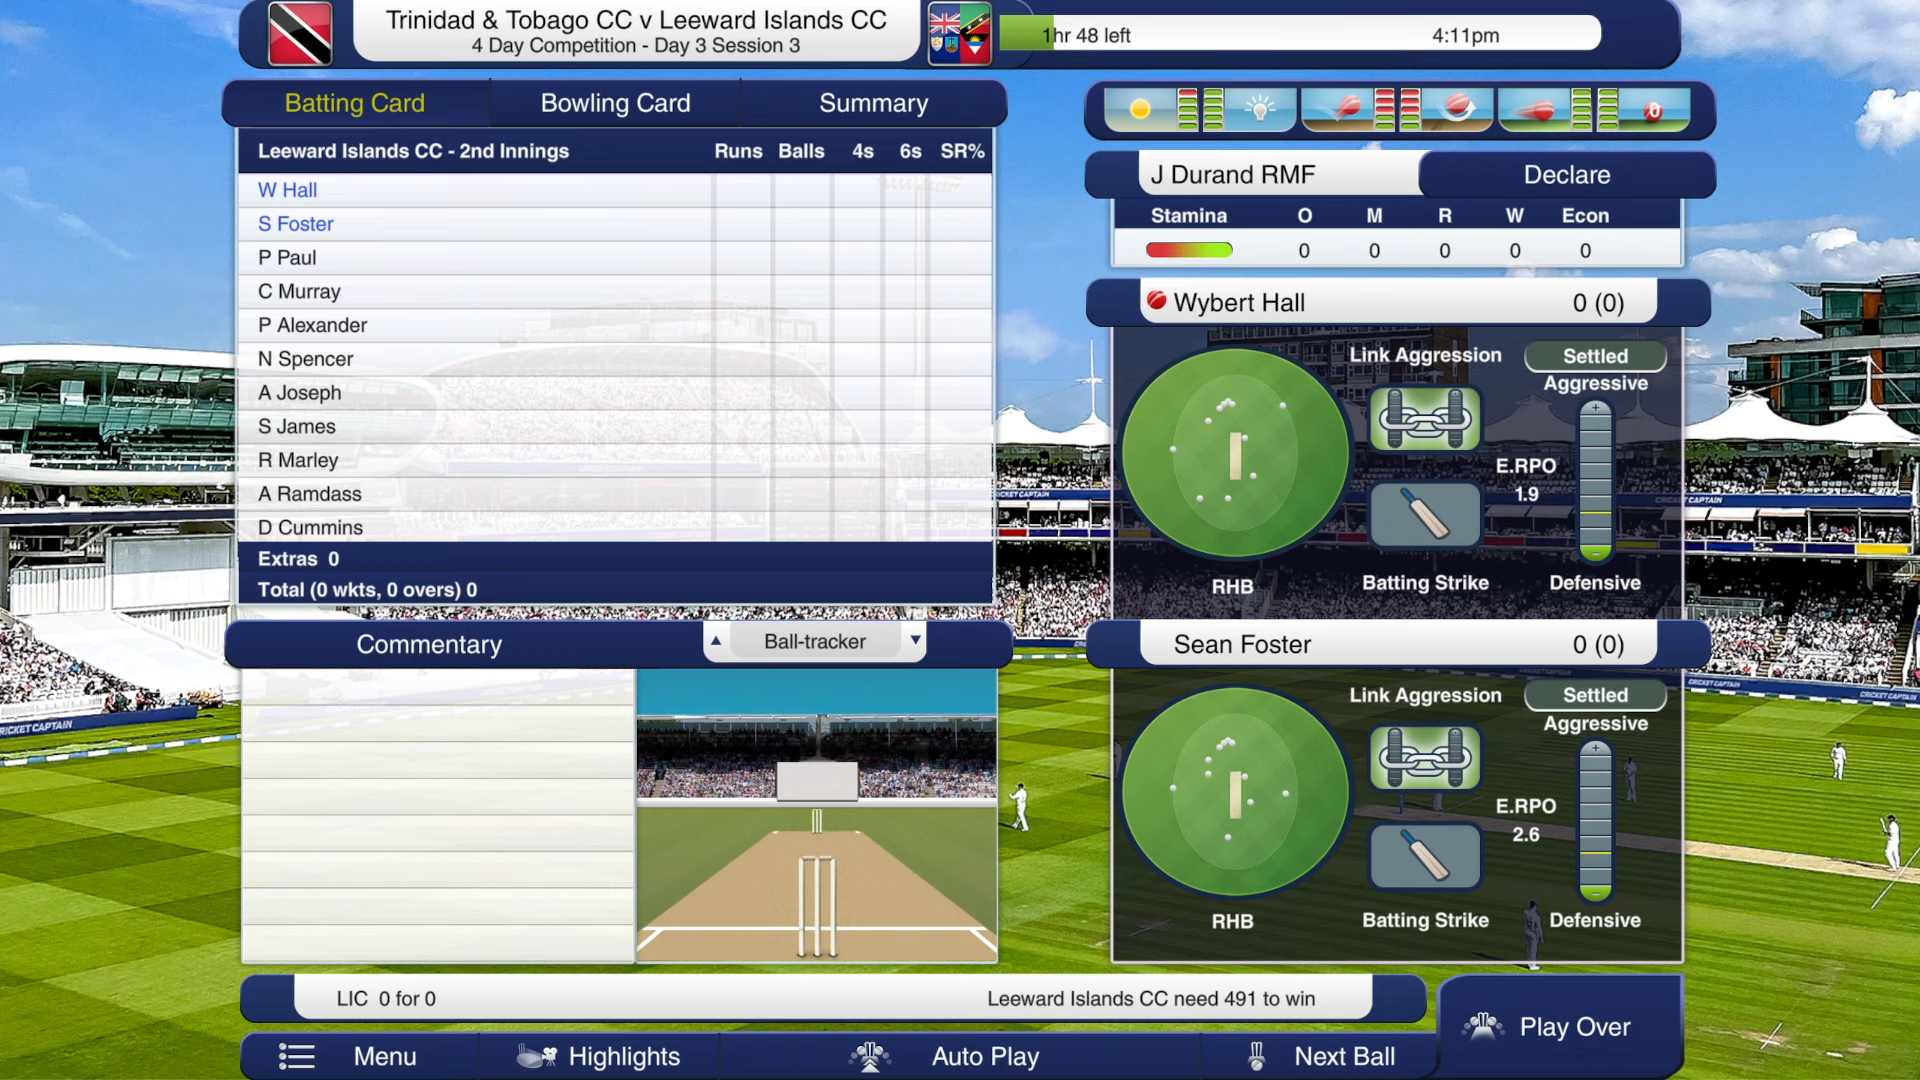 Trinidad & Tobago CC v Leeward Islands CC
4 Day Competition - Day 3 Session 3
1hr 48 left 4:11pm
Batting Card Bowling Card Summary
Leeward Islands CC - 2nd Innings Runs Balls 4s 6s SR%
W Hall
S Foster
P Paul
C Murray
P Alexander
N Spencer
A Joseph
S James
R Marley
A Ramdass
D Cummins
Extras 0
Total (0 wkts, 0 overs) 0
J Durand RMF Declare
Stamina O M R W Econ
0 0 0 0 0
Wybert Hall 0 (0)
Link Aggression Settled
Aggressive
E.RPO
1.9
RHB Batting Strike Defensive
Commentary Ball-tracker
Sean Foster 0 (0)
Link Aggression Settled
Aggressive
E.RPO
2.6
RHB Batting Strike Defensive
LIC 0 for 0 Leeward Islands CC need 491 to win
Menu Highlights Auto Play Next Ball Play Over
CRICKET CAPTAIN
CRICKET CAPTAIN